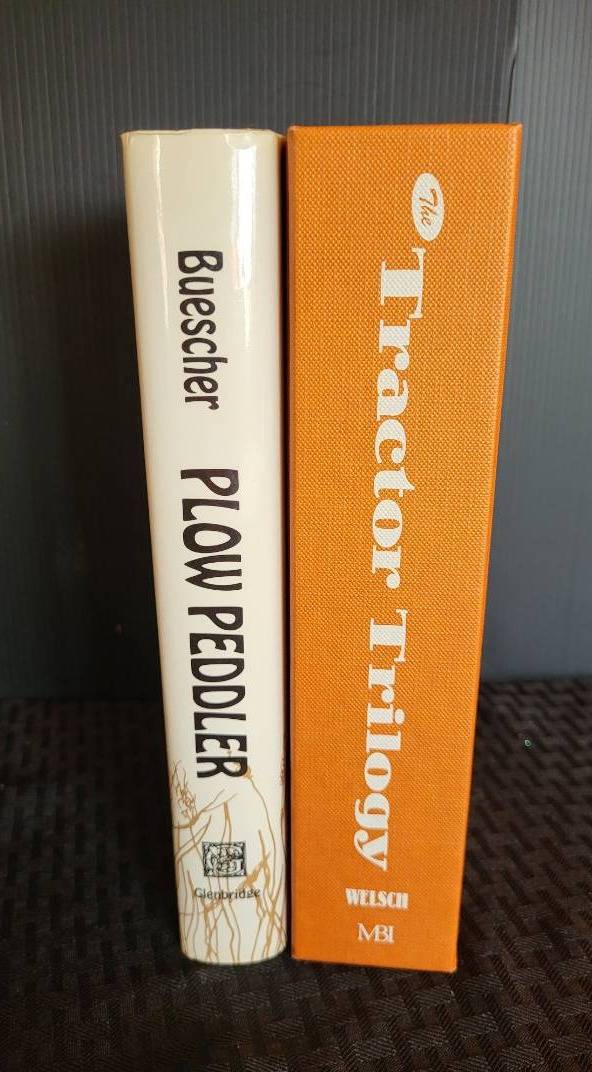 Buescher PLOW PEDDLER
G
Glenbridge
The Tractor Trilogy
WELSCH
MBI